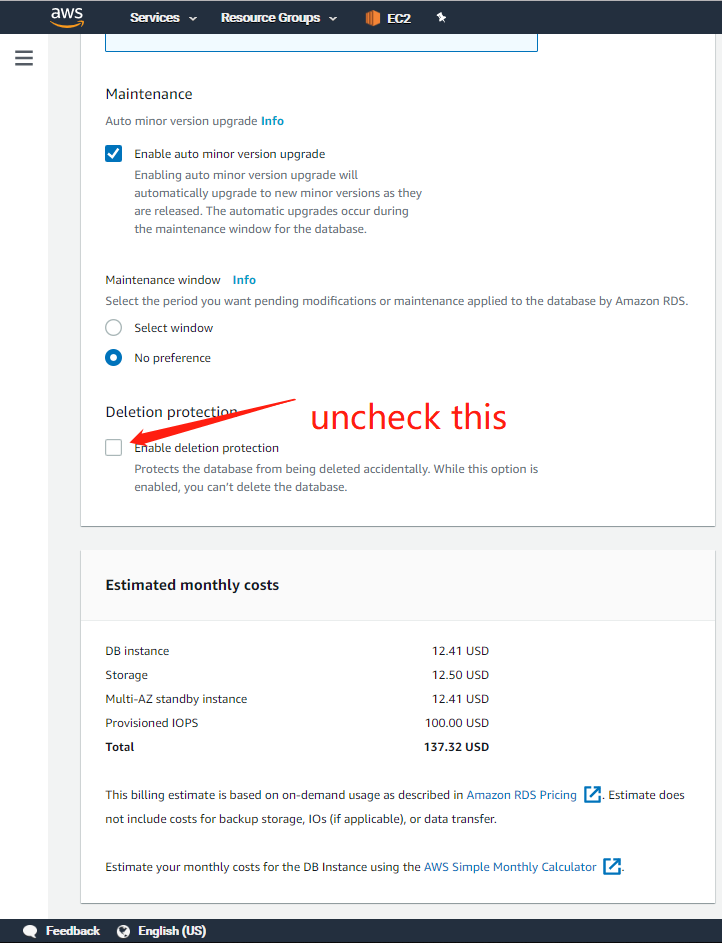 aws Services Resource Groups EC2
Maintenance
Auto minor version upgrade Info
Enable auto minor version upgrade
Enabling auto minor version upgrade will
automatically upgrade to new minor versions as they
are released. The automatic upgrades occur during
the maintenance window for the database.
Maintenance window Info
Select the period you want pending modifications or maintenance applied to the database by Amazon RDS.
Select window
No preference
Deletion protection
uncheck this
Enable deletion protection
Protects the database from being deleted accidentally. While this option is
enabled, you can't delete the database.
Estimated monthly costs
DB instance 12.41 USD
Storage 12.50 USD
Multi-AZ standby instance 12.41 USD
Provisioned IOPS 100.00 USD
Total 137.32 USD
This billing estimate is based on on-demand usage as described in Amazon RDS Pricing . Estimate does
not include costs for backup storage, IOs (if applicable), or data transfer.
Estimate your monthly costs for the DB Instance using the AWS Simple Monthly Calculator .
Feedback English (US)